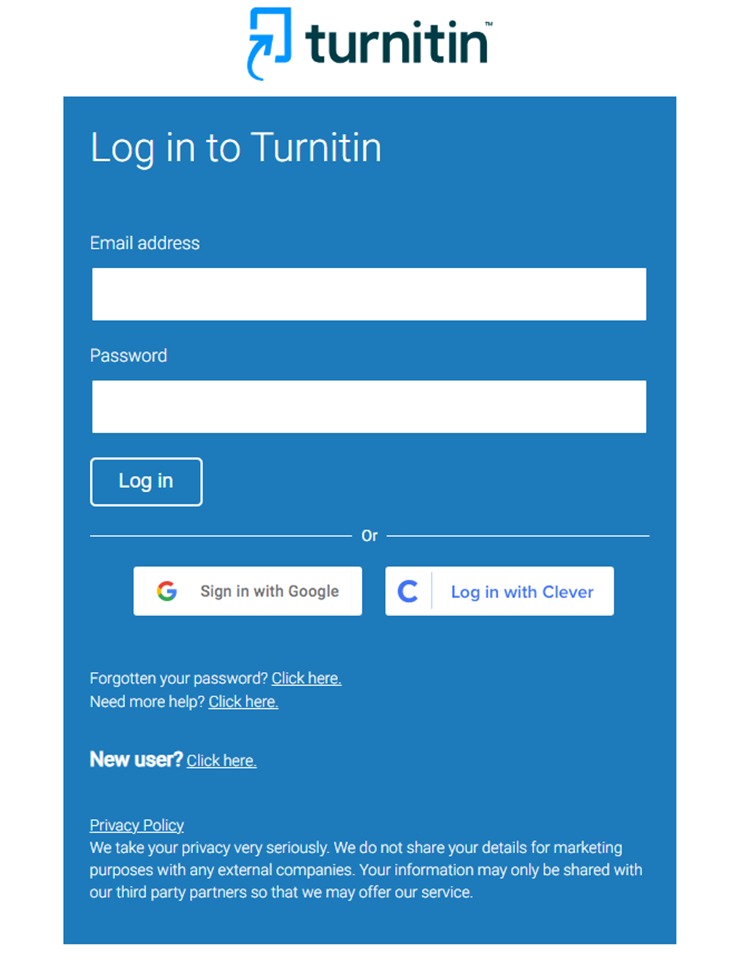 turnitin™
Log in to Turnitin
Email address
Password
Log in
Or
G Sign in with Google
C Log in with Clever
Forgotten your password? Click here.
Need more help? Click here.
New user? Click here.
Privacy Policy
We take your privacy very seriously. We do not share your details for marketing
purposes with any external companies. Your information may only be shared with
our third party partners so that we may offer our service.